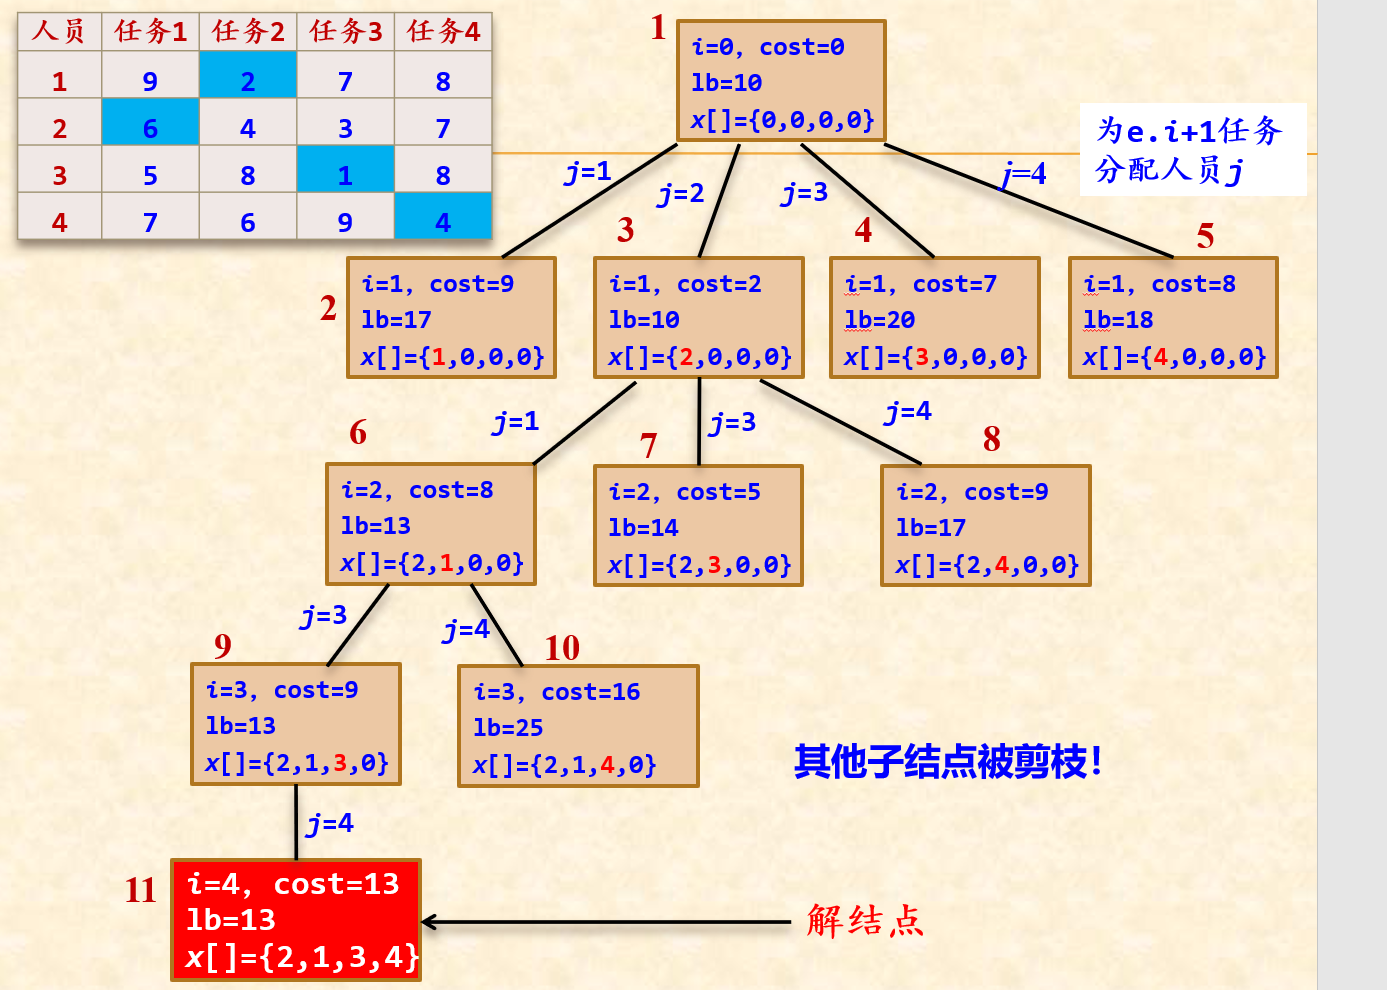 人员 任务1 任务2 任务3 任务4
1 9 2 7 8
2 6 4 3 7
3 5 8 1 8
4 7 6 9 4
1
i=0, cost=0
lb=10
x[]={0,0,0,0}
为e.i+1任务
分配人员j
j=1
j=2
j=3
j=4
2
i=1, cost=9
lb=17
x[]={1,0,0,0}
3
i=1, cost=2
lb=10
x[]={2,0,0,0}
4
i=1, cost=7
lb=20
x[]={3,0,0,0}
5
i=1, cost=8
lb=18
x[]={4,0,0,0}
j=1
j=3
j=4
6
i=2, cost=8
lb=13
x[]={2,1,0,0}
7
i=2, cost=5
lb=14
x[]={2,3,0,0}
8
i=2, cost=9
lb=17
x[]={2,4,0,0}
j=3
j=4
9
i=3, cost=9
lb=13
x[]={2,1,3,0}
10
i=3, cost=16
lb=25
x[]={2,1,4,0}
其他子结点被剪枝!
j=4
11
i=4, cost=13
lb=13
x[]={2,1,3,4}
解结点